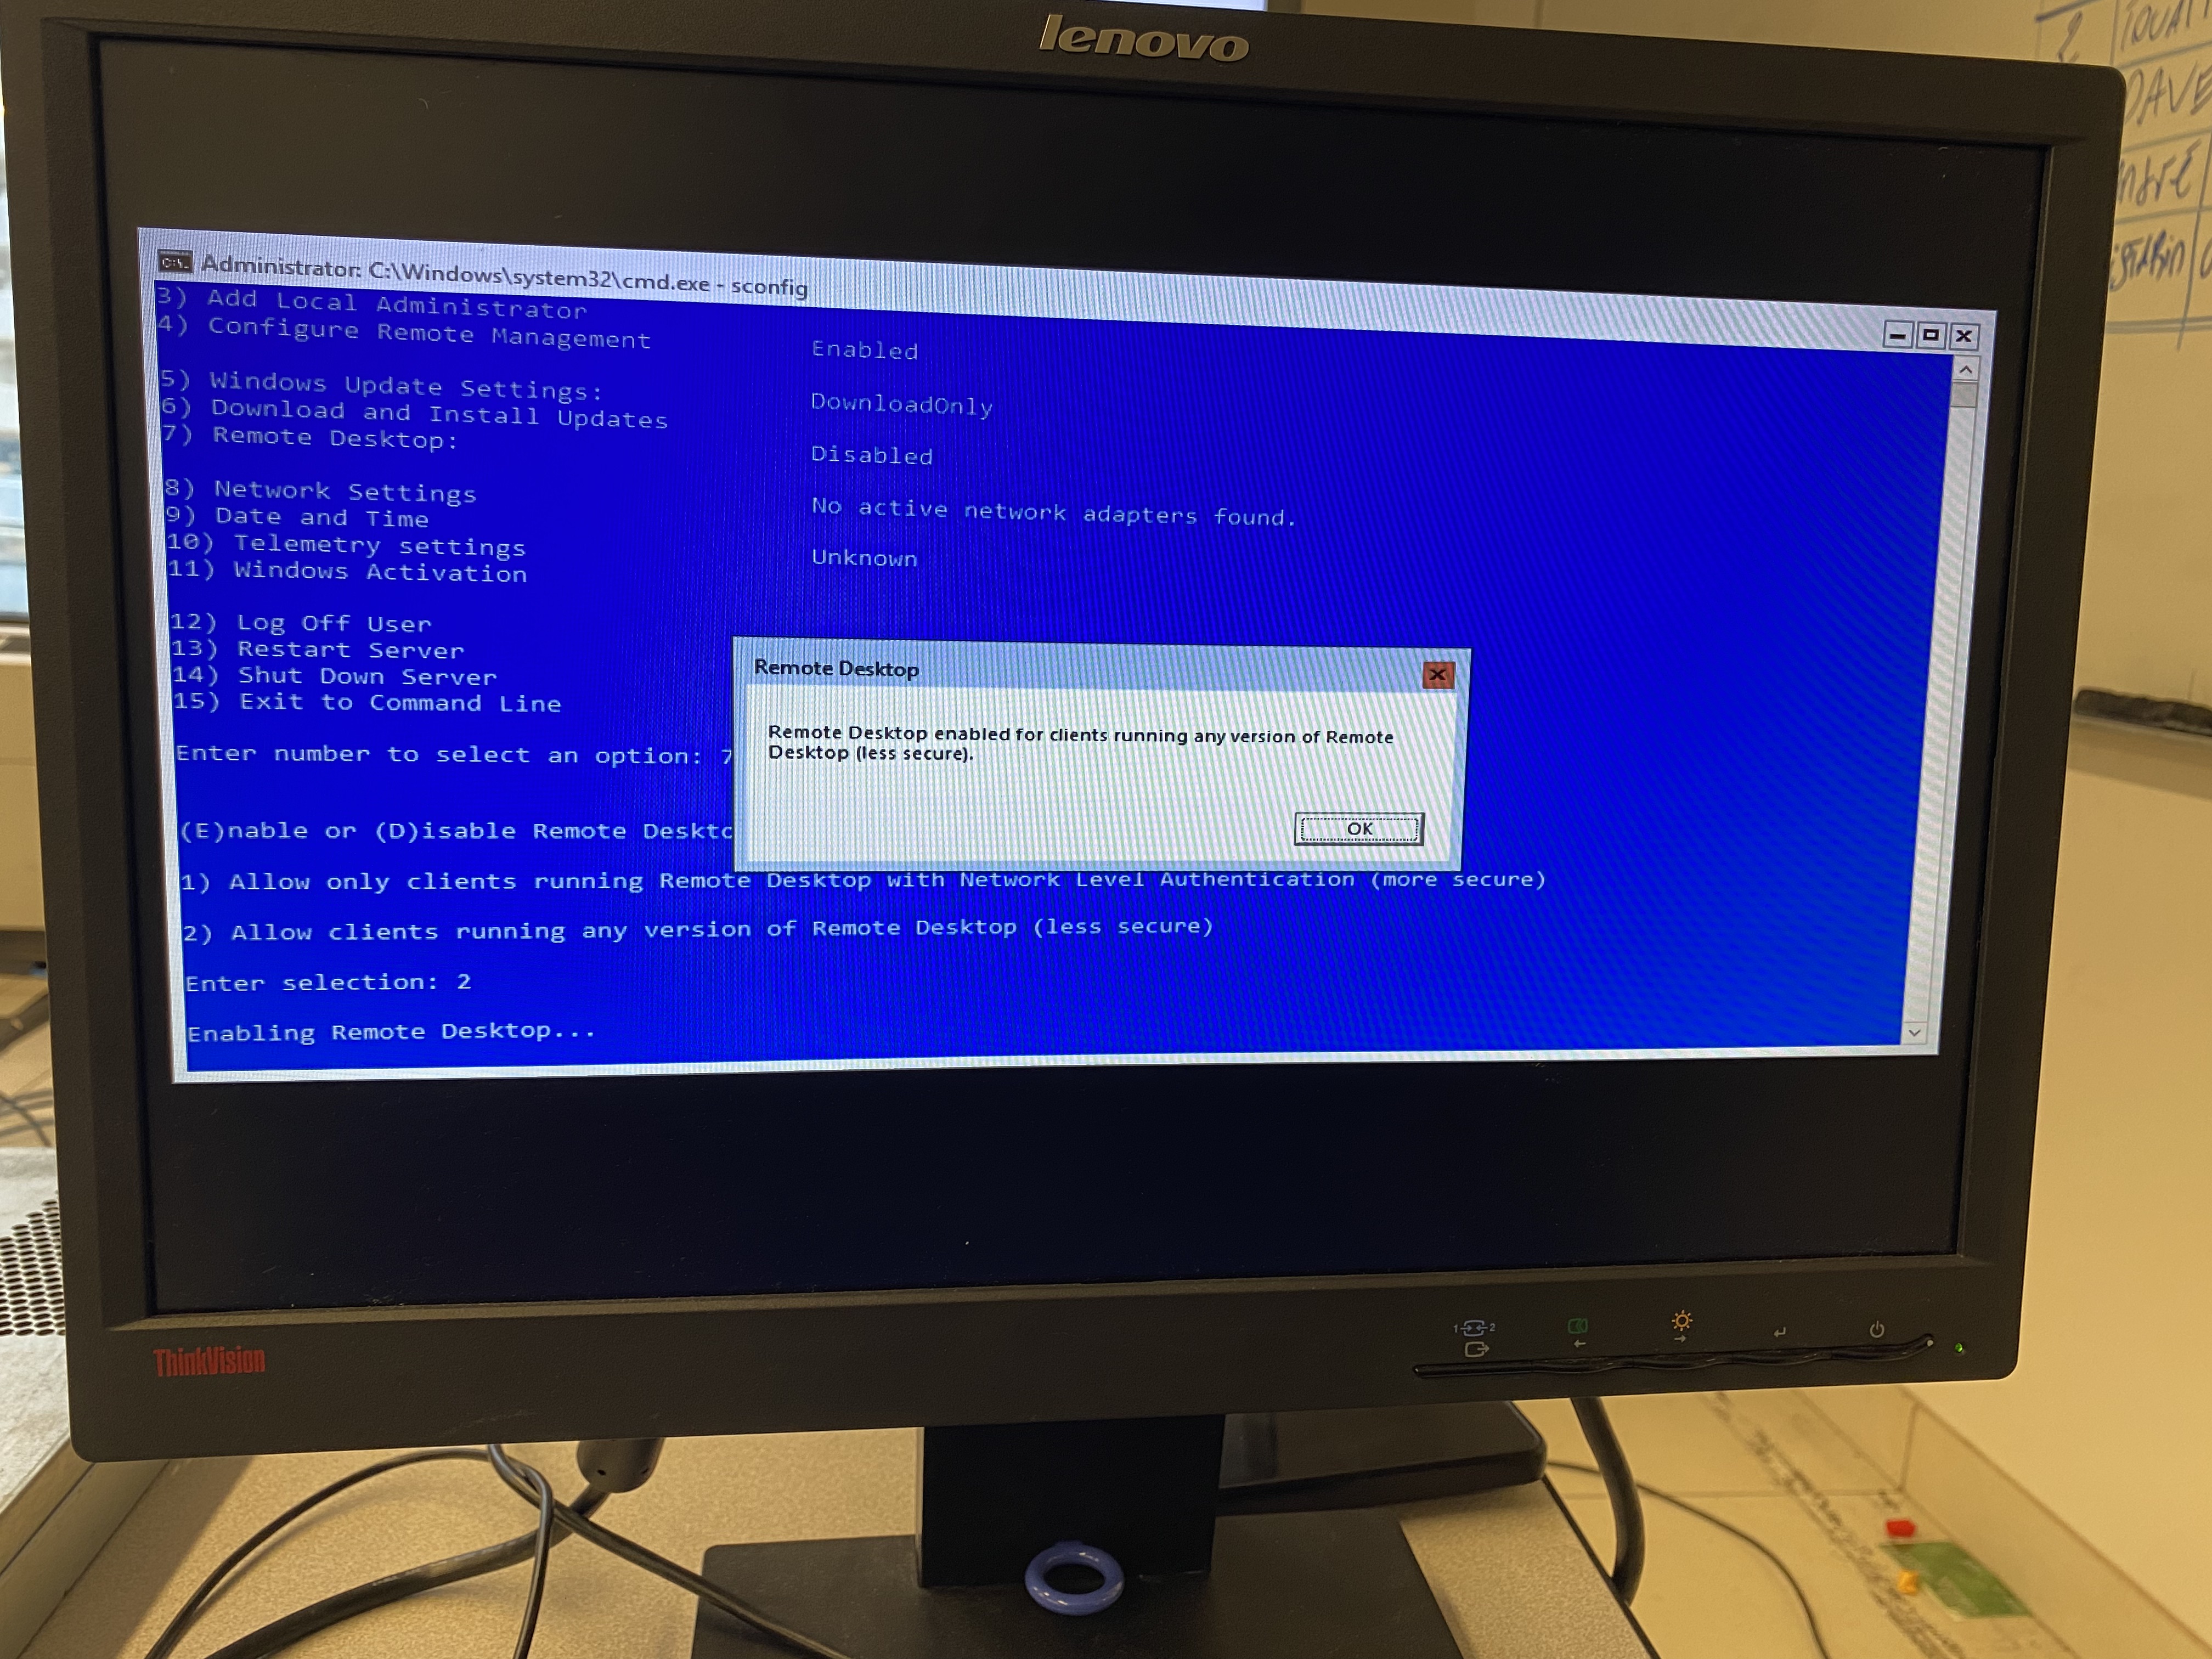 lenovo
Administrator: C:\Windows\system32\cmd.exe - sconfig
3) Add Local Administrator
4) Configure Remote Management Enabled
5) Windows Update Settings: DownloadOnly
6) Download and Install Updates
7) Remote Desktop: Disabled
8) Network Settings
9) Date and Time No active network adapters found.
10) Telemetry settings Unknown
11) Windows Activation
12) Log Off User
13) Restart Server
14) Shut Down Server
15) Exit to Command Line
Enter number to select an option: 7
Remote Desktop
Remote Desktop enabled for clients running any version of Remote
Desktop (less secure).
OK
(E)nable or (D)isable Remote Deskto
1) Allow only clients running Remote Desktop with Network Level Authentication (more secure)
2) Allow clients running any version of Remote Desktop (less secure)
Enter selection: 2
Enabling Remote Desktop...
ThinkVision
1 2
2
DAVE